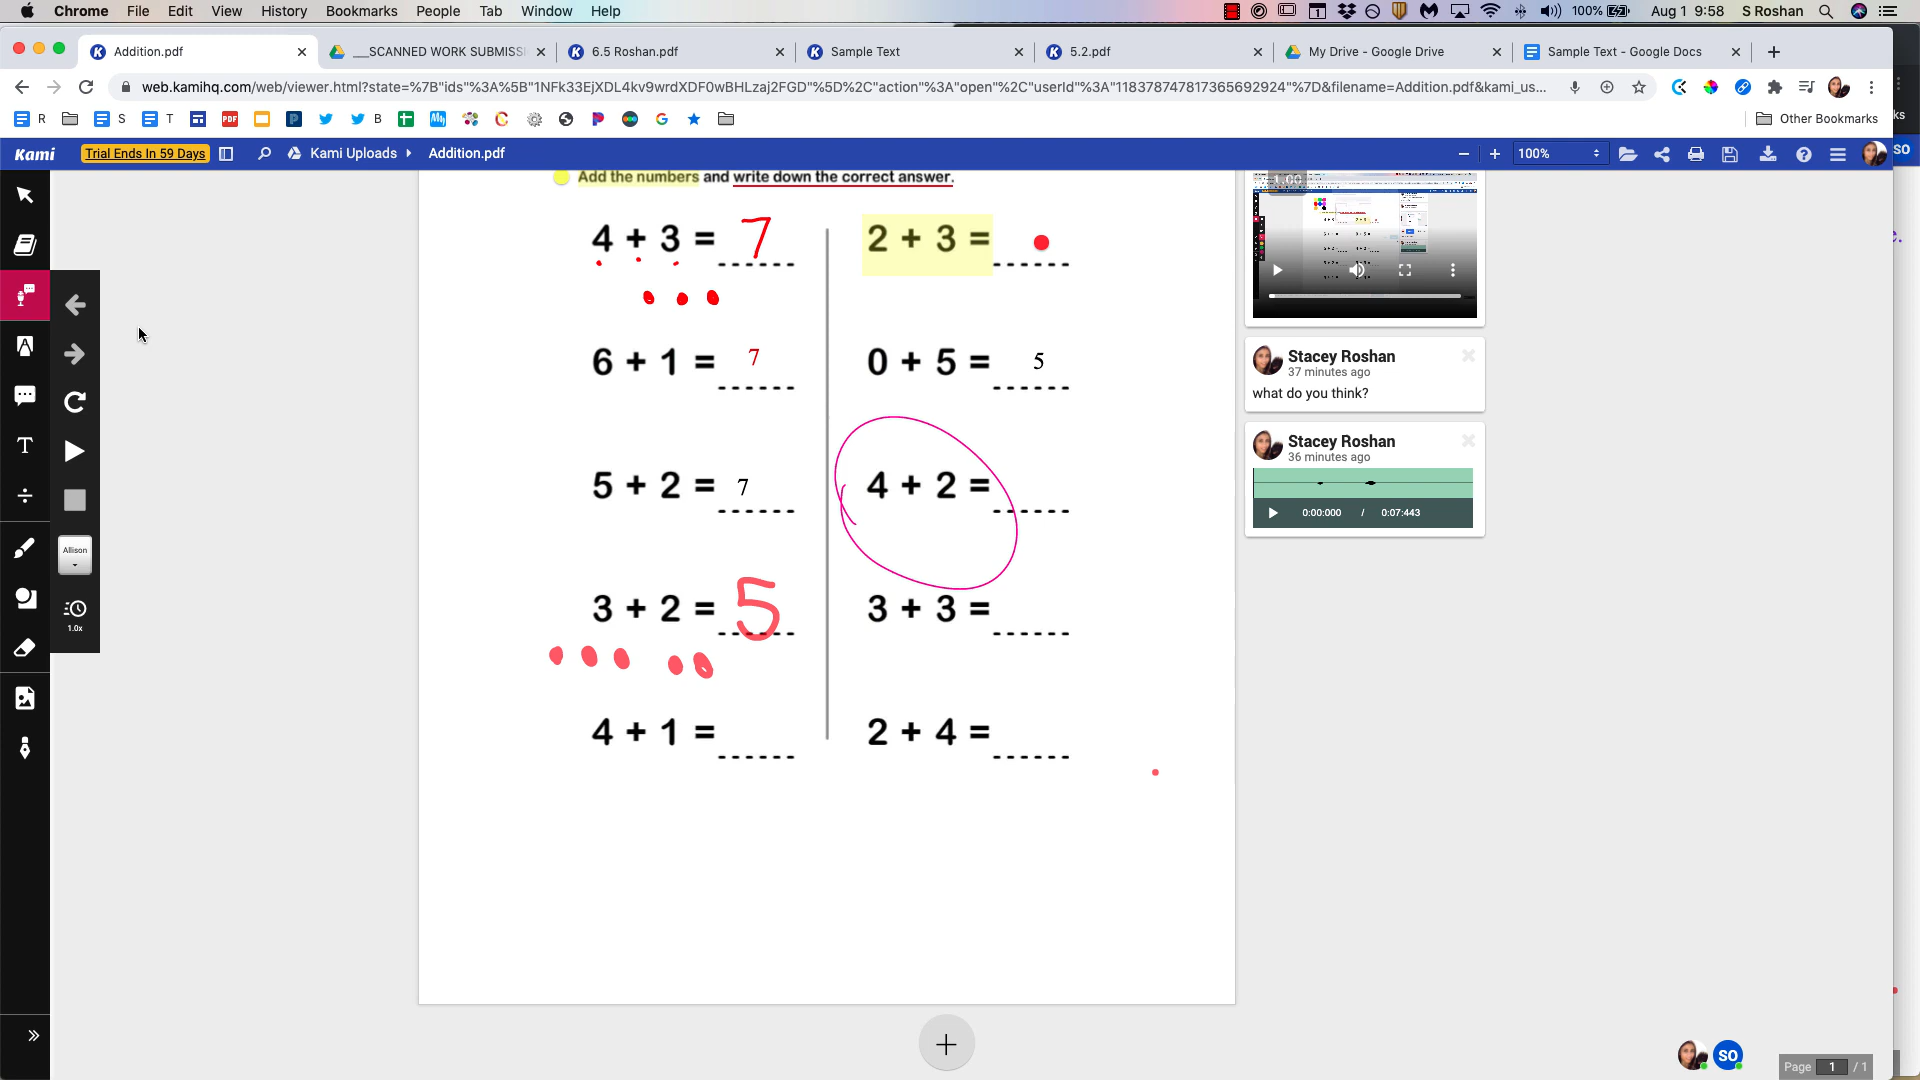 Chrome File Edit View History Bookmarks People Tab Window Help 100% Aug 1 9:58 S Roshan
Addition.pdf __SCANNED WORK SUBMISSI 6.5 Roshan.pdf Sample Text 5.2.pdf My Drive - Google Drive Sample Text - Google Docs
web.kamihq.com/web/viewer.html?state=%7B"ids"%3A%5B"1NFk33EjXDL4kv9wrdXDF0wBHLzaj2FGD"%5D%2C"action"%3A"open"%2C"userId"%3A"118378747817365692924"%7D&filename=Addition.pdf&kami_us...
R S T PDF B Other Bookmarks
ks
Kami Trial Ends In 59 Days Kami Uploads Addition.pdf 100% SO
Add the numbers and write down the correct answer.
1:00
4 + 3 = 7
2 + 3 =
6 + 1 = 7
0 + 5 = 5
5 + 2 = 7
4 + 2 =
3 + 2 = 5
3 + 3 =
4 + 1 =
2 + 4 =
T
Allison
1.0x
Stacey Roshan
37 minutes ago
what do you think?
Stacey Roshan
36 minutes ago
0:00:000 / 0:07:443
SO
Page 1 / 1